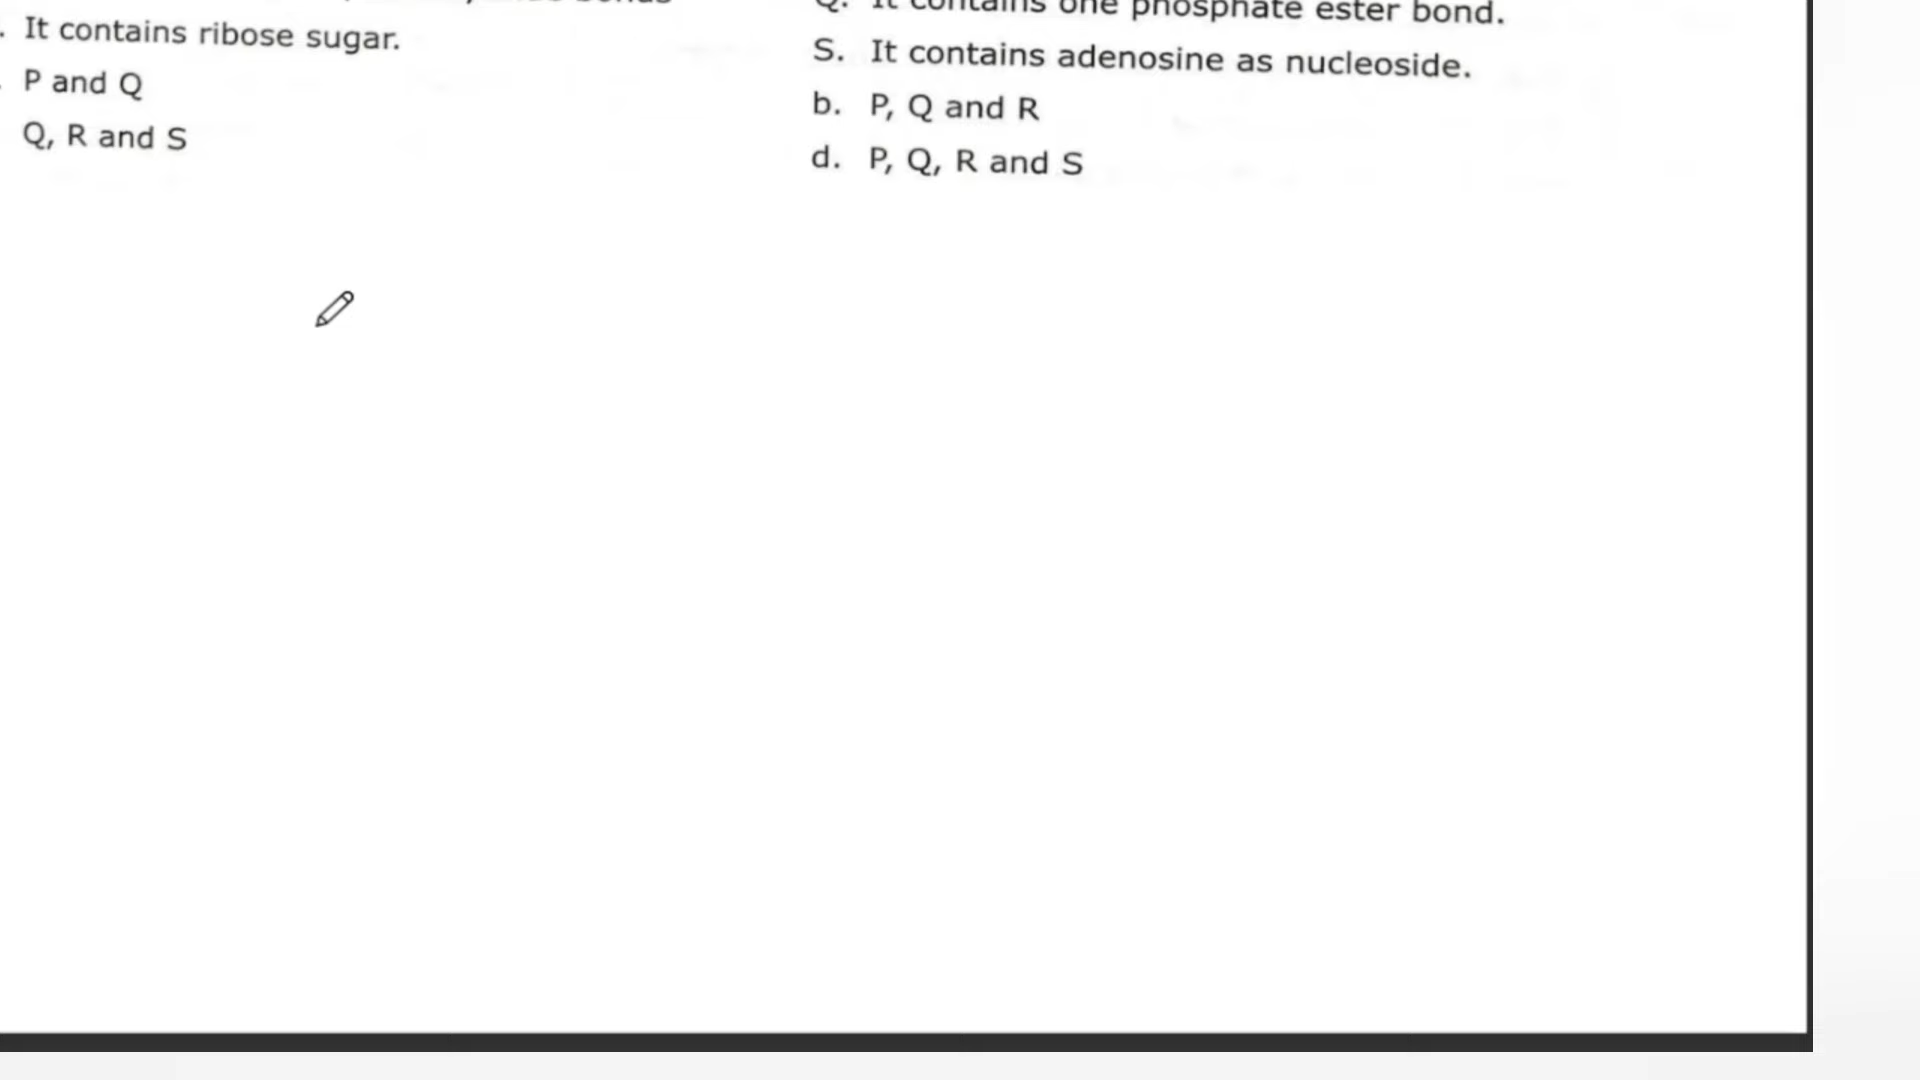 Q. It contains one phosphate ester bond.
. It contains ribose sugar.
S. It contains adenosine as nucleoside.
. P and Q
b. P, Q and R
Q, R and S
d. P, Q, R and S